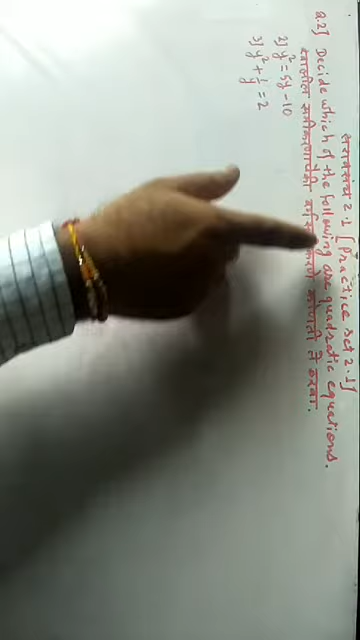 सरावसंच 2.1 [Practice set 2.1]
Q.2] Decide which of the following are quadratic equations.
खालील समीकरणांपैकी कोणती ते ठरवा.
2) y² = 5y - 10
3) y² + 1/y = 2